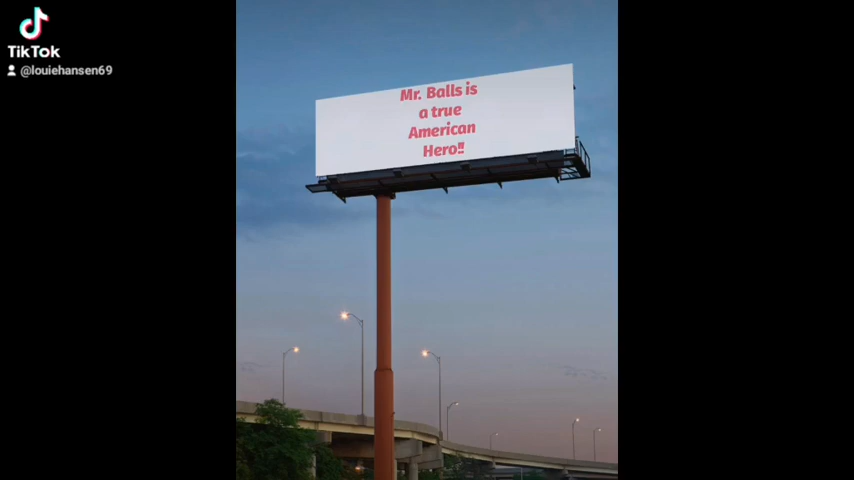 TikTok
@louiehansen69
Mr. Balls is
a true
American
Hero!!